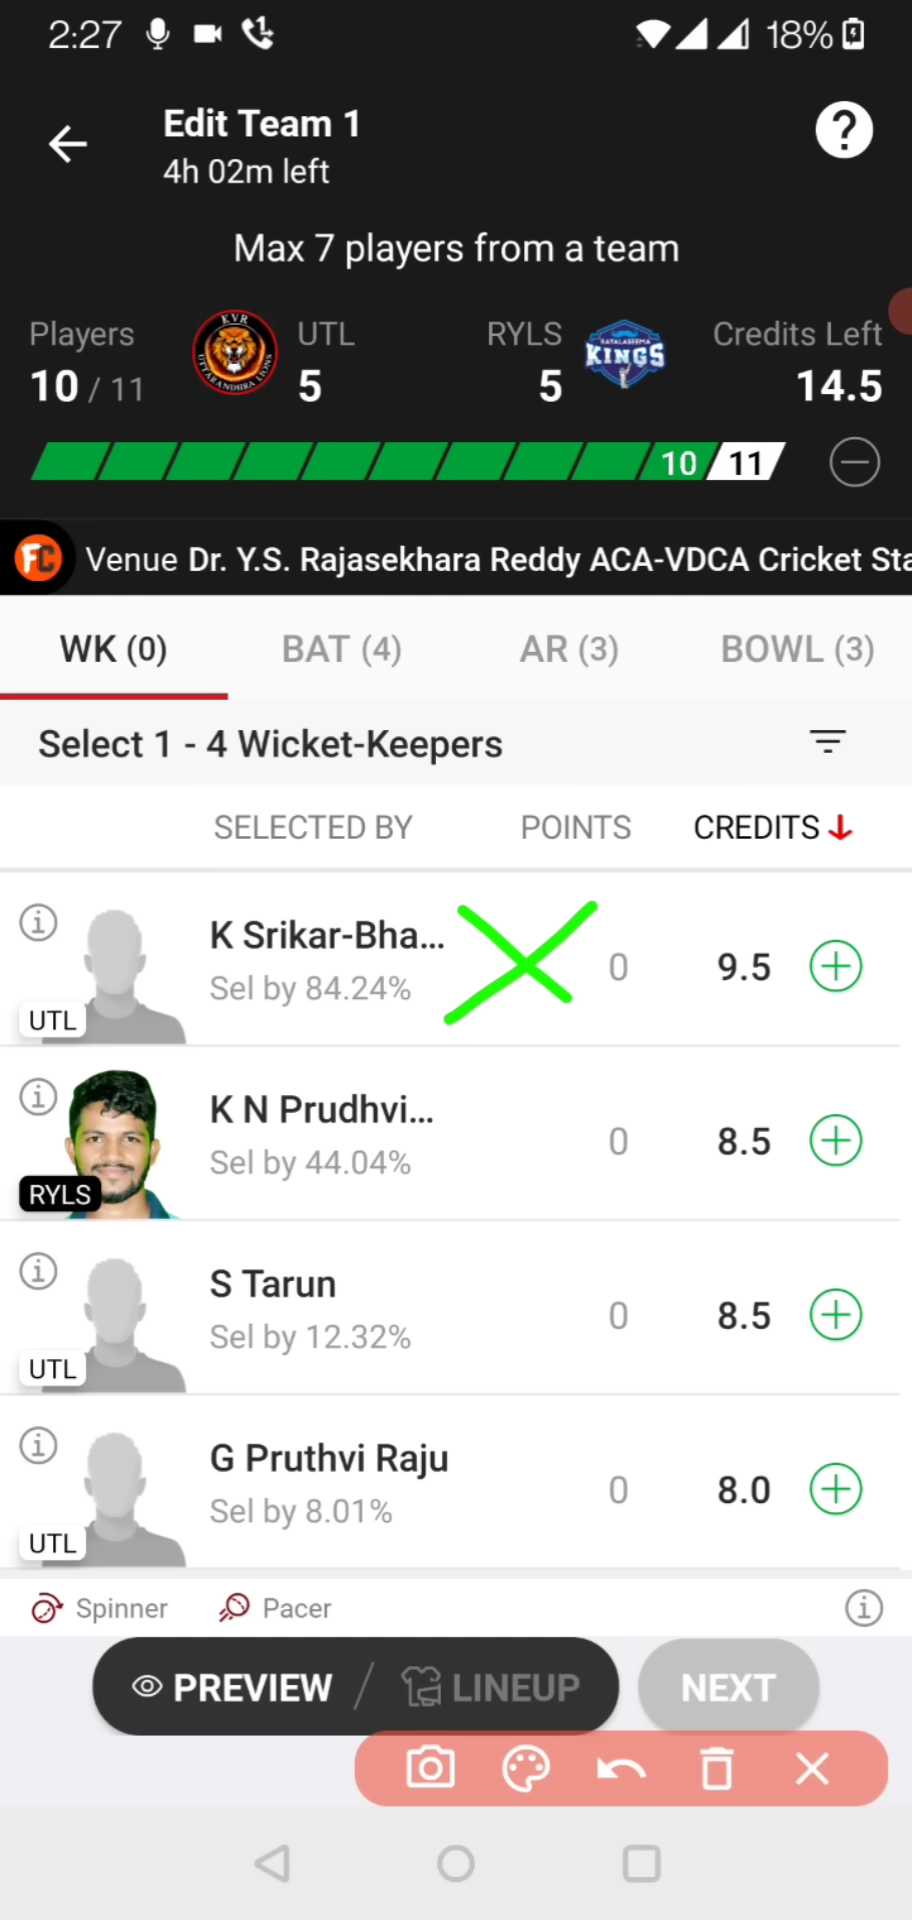 2:27
18%
Edit Team 1
4h 02m left
Max 7 players from a team
Players
UTL
RYLS
Credits Left
10 / 11
5
5
14.5
KVR
UTTARANDHRA LIONS
RAYALASEEMA
KINGS
10
11
FC
Venue Dr. Y.S. Rajasekhara Reddy ACA-VDCA Cricket Sta
WK (0)
BAT (4)
AR (3)
BOWL (3)
Select 1 - 4 Wicket-Keepers
SELECTED BY
POINTS
CREDITS
K Srikar-Bha...
Sel by 84.24%
0
9.5
UTL
K N Prudhvi...
Sel by 44.04%
0
8.5
RYLS
S Tarun
Sel by 12.32%
0
8.5
UTL
G Pruthvi Raju
Sel by 8.01%
0
8.0
UTL
Spinner
Pacer
PREVIEW / LINEUP
NEXT